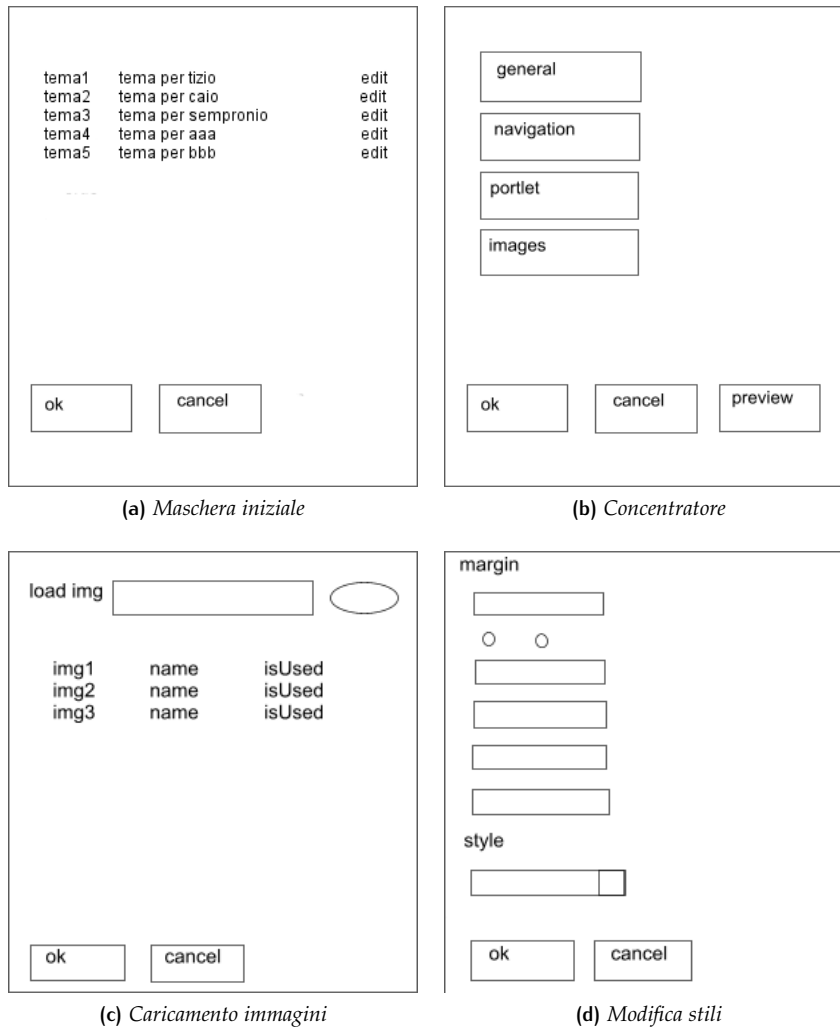 tema1 tema per tizio edit
tema2 tema per caio edit
tema3 tema per sempronio edit
tema4 tema per aaa edit
tema5 tema per bbb edit
ok cancel
(a) Maschera iniziale
general
navigation
portlet
images
ok cancel preview
(b) Concentratore
load img
img1 name isUsed
img2 name isUsed
img3 name isUsed
ok cancel
(c) Caricamento immagini
margin
style
ok cancel
(d) Modifica stili